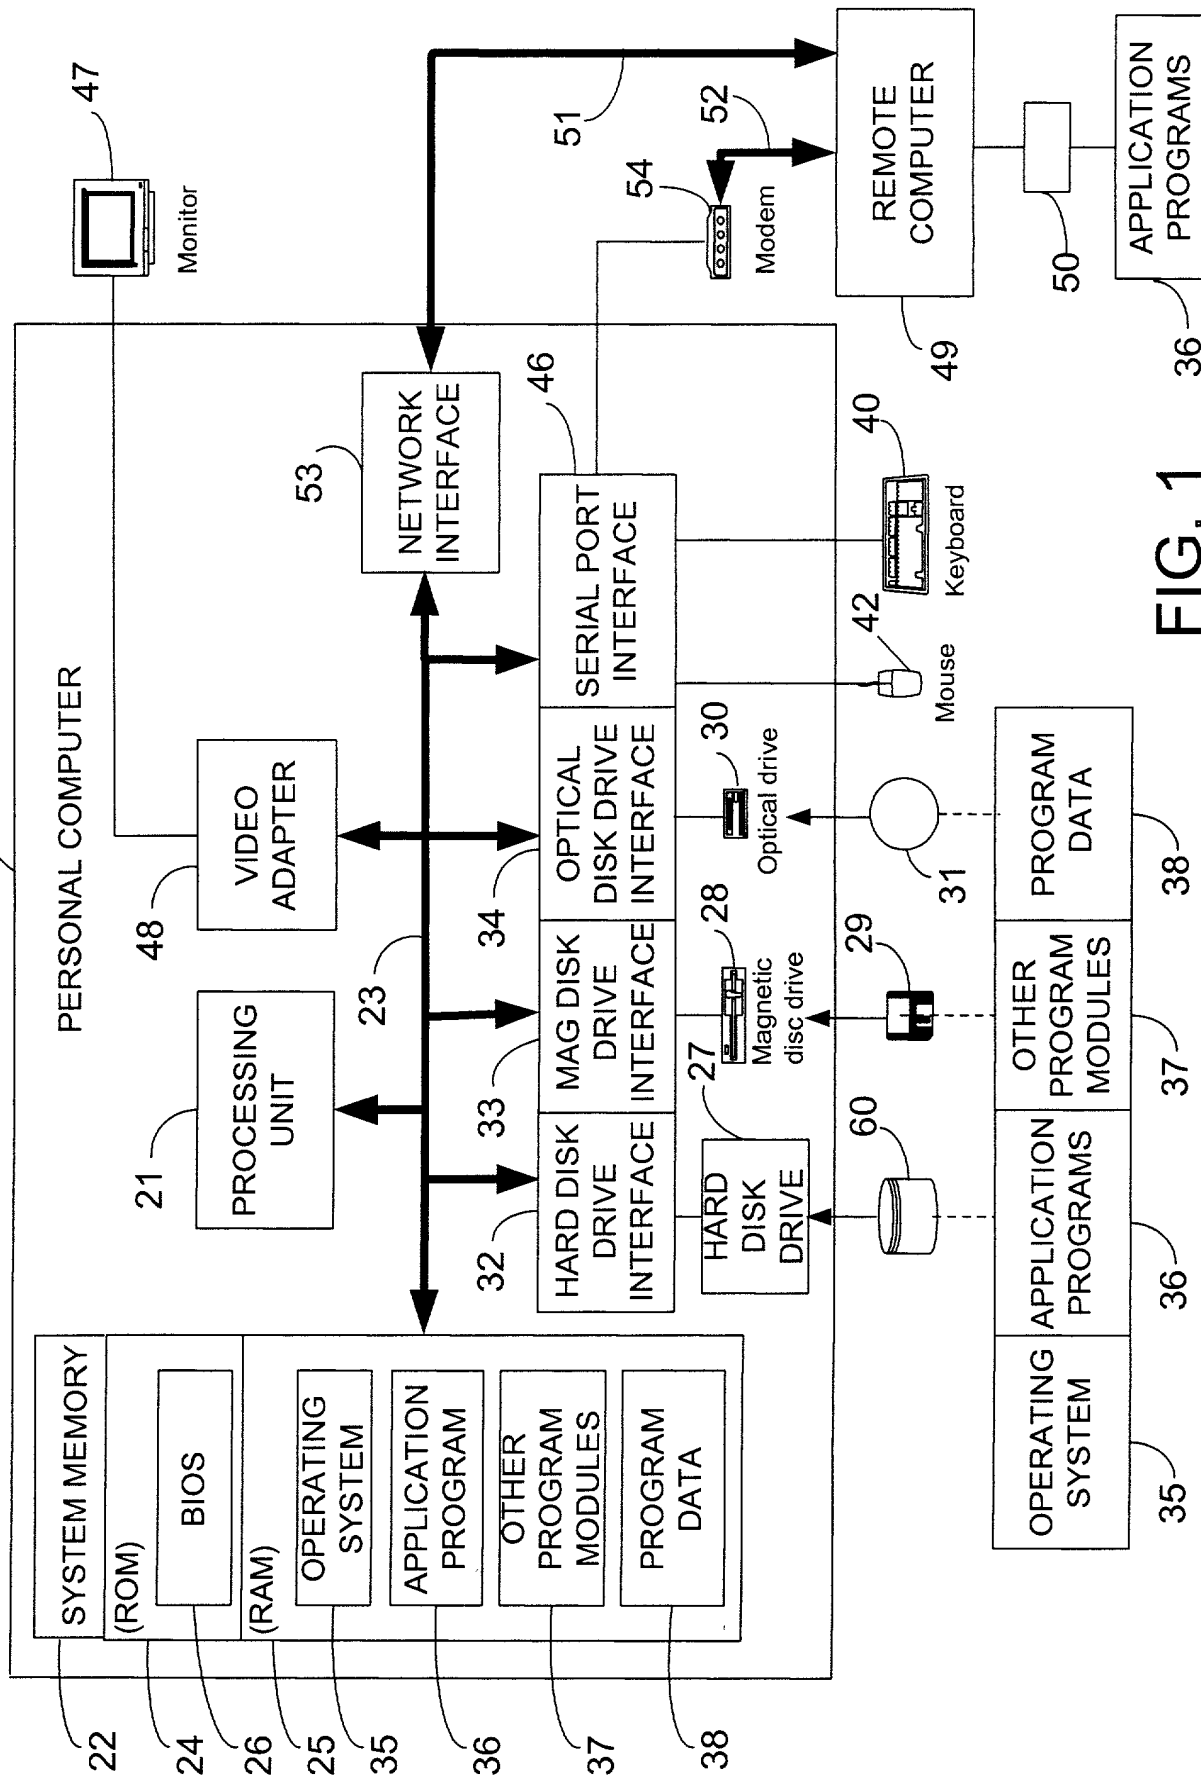 PERSONAL COMPUTER
47
Monitor
22
SYSTEM MEMORY
24
(ROM)
26
BIOS
25
(RAM)
35
OPERATING
SYSTEM
36
APPLICATION
PROGRAM
37
OTHER
PROGRAM
MODULES
38
PROGRAM
DATA
21
PROCESSING
UNIT
48
VIDEO
ADAPTER
23
53
NETWORK
INTERFACE
32
HARD DISK
DRIVE
INTERFACE
33
MAG DISK
DRIVE
INTERFACE
34
OPTICAL
DISK DRIVE
INTERFACE
46
SERIAL PORT
INTERFACE
27
HARD
DISK
DRIVE
28
Magnetic
disc drive
30
Optical drive
51
52
54
Modem
60
29
31
42
Mouse
40
Keyboard
49
REMOTE
COMPUTER
50
36
APPLICATION
PROGRAMS
OPERATING
SYSTEM
35
APPLICATION
PROGRAMS
36
OTHER
PROGRAM
MODULES
37
PROGRAM
DATA
38
FIG. 1